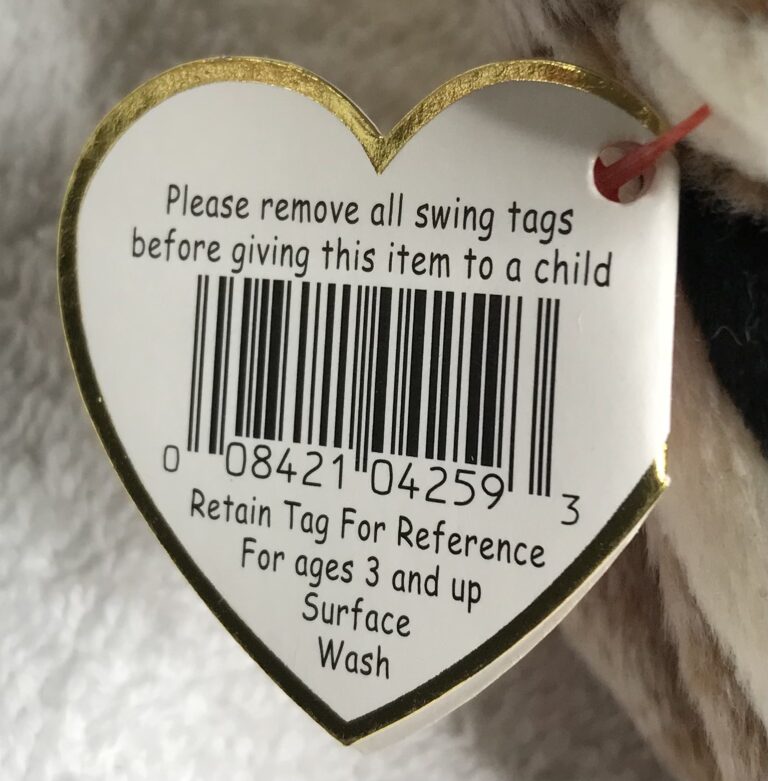 Please remove all swing tags
before giving this item to a child
0 08421 04259 3
Retain Tag For Reference
For ages 3 and up
Surface
Wash